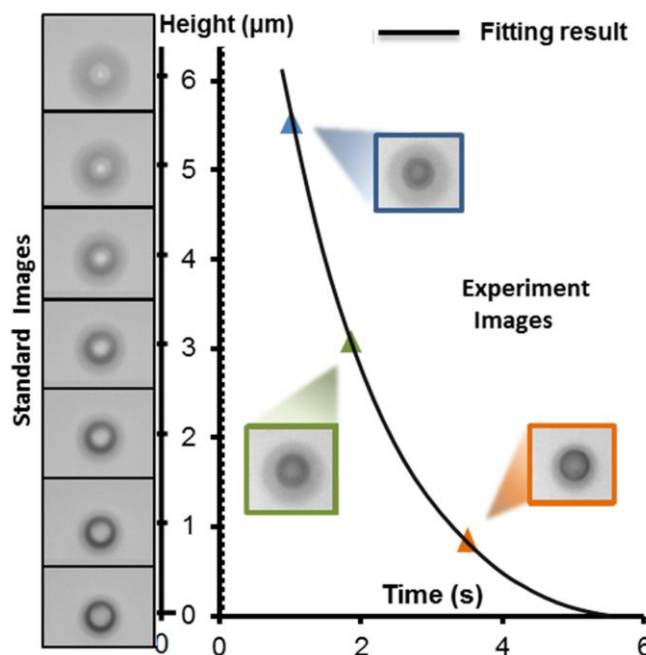 Height (μm)
Fitting result
6
5
4
Standard Images
Experiment
Images
3
2
1
Time (s)
0
0
0
2
4
6